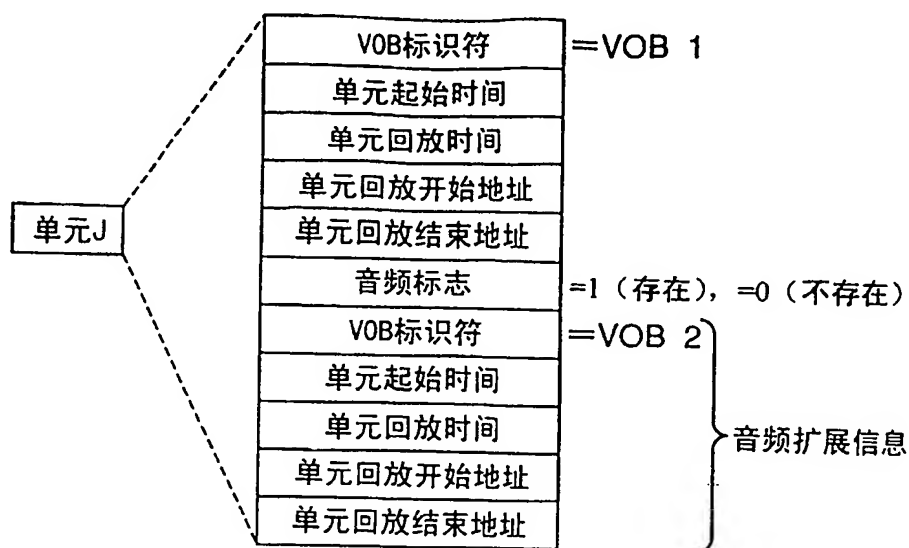 VOB标识符 =VOB 1
单元起始时间
单元回放时间
单元回放开始地址
单元J
单元回放结束地址
音频标志 =1（存在），=0（不存在）
VOB标识符 =VOB 2
单元起始时间
单元回放时间
音频扩展信息
单元回放开始地址
单元回放结束地址